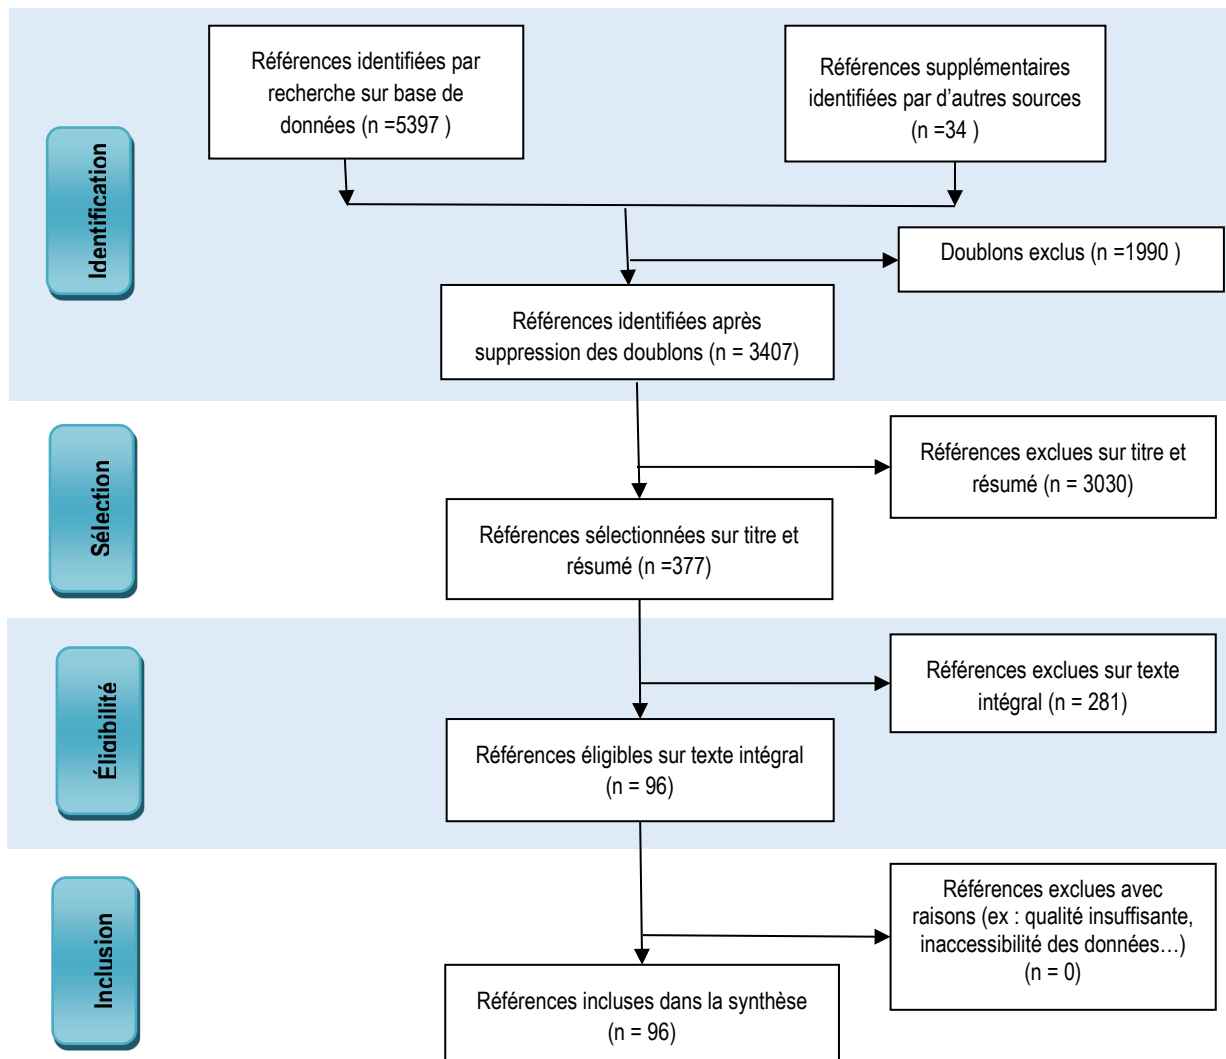 Références identifiées par
recherche sur base de
données (n =5397 )
Références supplémentaires
identifiées par d'autres sources
(n =34 )
Identification
Doublons exclus (n =1990 )
Références identifiées après
suppression des doublons (n = 3407)
Sélection
Références exclues sur titre et
résumé (n = 3030)
Références sélectionnées sur titre et
résumé (n =377)
Éligibilité
Références exclues sur texte
intégral (n = 281)
Références éligibles sur texte intégral
(n = 96)
Inclusion
Références exclues avec
raisons (ex : qualité insuffisante,
inaccessibilité des données…)
(n = 0)
Références incluses dans la synthèse
(n = 96)